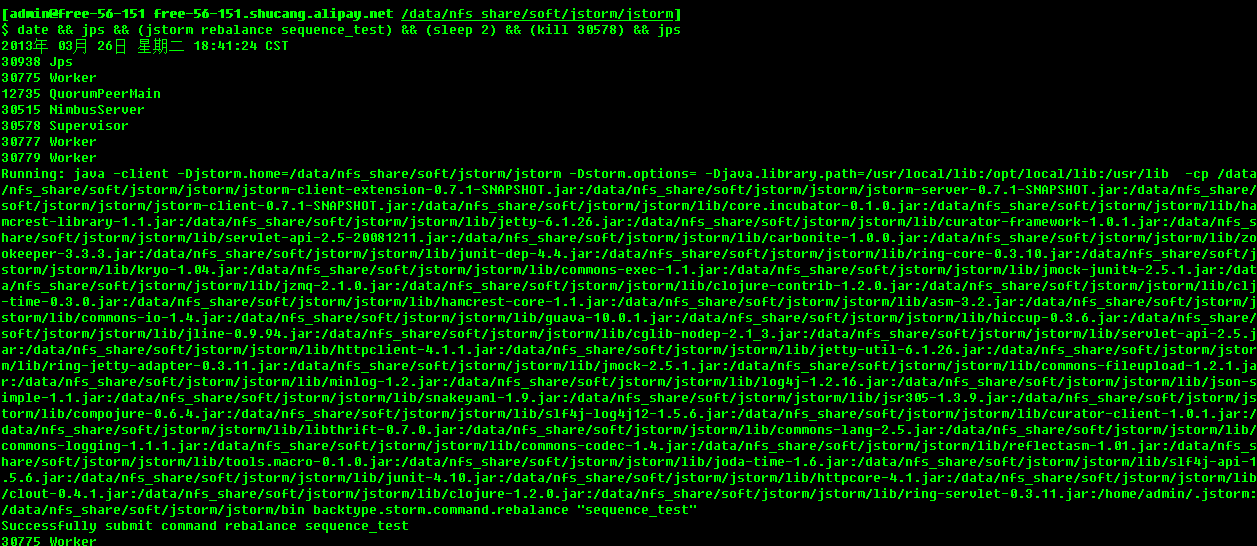 [admin@free-56-151 free-56-151.shucang.alipay.net /data/nfs_share/soft/jstorm/jstorm]
$ date && jps && (jstorm rebalance sequence_test) && (sleep 2) && (kill 30578) && jps
2013年 03月 26日 星期二 18:41:24 CST
30938 Jps
30775 Worker
12735 QuorumPeerMain
30515 NimbusServer
30578 Supervisor
30777 Worker
30779 Worker
Running: java -client -Djstorm.home=/data/nfs_share/soft/jstorm/jstorm -Dstorm.options= -Djava.library.path=/usr/local/lib:/opt/local/lib:/usr/lib  -cp /data
/nfs_share/soft/jstorm/jstorm/jstorm-client-extension-0.7.1-SNAPSHOT.jar:/data/nfs_share/soft/jstorm/jstorm/jstorm-server-0.7.1-SNAPSHOT.jar:/data/nfs_share/
soft/jstorm/jstorm/jstorm-client-0.7.1-SNAPSHOT.jar:/data/nfs_share/soft/jstorm/jstorm/lib/core.incubator-0.1.0.jar:/data/nfs_share/soft/jstorm/jstorm/lib/ha
mcrest-library-1.1.jar:/data/nfs_share/soft/jstorm/jstorm/lib/jetty-6.1.26.jar:/data/nfs_share/soft/jstorm/jstorm/lib/curator-framework-1.0.1.jar:/data/nfs_s
hare/soft/jstorm/jstorm/lib/servlet-api-2.5-20081211.jar:/data/nfs_share/soft/jstorm/jstorm/lib/carbonite-1.0.0.jar:/data/nfs_share/soft/jstorm/jstorm/lib/zo
okeeper-3.3.3.jar:/data/nfs_share/soft/jstorm/jstorm/lib/junit-dep-4.4.jar:/data/nfs_share/soft/jstorm/jstorm/lib/ring-core-0.3.10.jar:/data/nfs_share/soft/j
storm/jstorm/lib/kryo-1.04.jar:/data/nfs_share/soft/jstorm/jstorm/lib/commons-exec-1.1.jar:/data/nfs_share/soft/jstorm/jstorm/lib/jmock-junit4-2.5.1.jar:/dat
a/nfs_share/soft/jstorm/jstorm/lib/jzmq-2.1.0.jar:/data/nfs_share/soft/jstorm/jstorm/lib/clojure-contrib-1.2.0.jar:/data/nfs_share/soft/jstorm/jstorm/lib/clj
-time-0.3.0.jar:/data/nfs_share/soft/jstorm/jstorm/lib/hamcrest-core-1.1.jar:/data/nfs_share/soft/jstorm/jstorm/lib/asm-3.2.jar:/data/nfs_share/soft/jstorm/j
storm/lib/commons-io-1.4.jar:/data/nfs_share/soft/jstorm/jstorm/lib/guava-10.0.1.jar:/data/nfs_share/soft/jstorm/jstorm/lib/hiccup-0.3.6.jar:/data/nfs_share/
soft/jstorm/jstorm/lib/jline-0.9.94.jar:/data/nfs_share/soft/jstorm/jstorm/lib/cglib-nodep-2.1_3.jar:/data/nfs_share/soft/jstorm/jstorm/lib/servlet-api-2.5.j
ar:/data/nfs_share/soft/jstorm/jstorm/lib/httpclient-4.1.1.jar:/data/nfs_share/soft/jstorm/jstorm/lib/jetty-util-6.1.26.jar:/data/nfs_share/soft/jstorm/jstor
m/lib/ring-jetty-adapter-0.3.11.jar:/data/nfs_share/soft/jstorm/jstorm/lib/jmock-2.5.1.jar:/data/nfs_share/soft/jstorm/jstorm/lib/commons-fileupload-1.2.1.ja
r:/data/nfs_share/soft/jstorm/jstorm/lib/minlog-1.2.jar:/data/nfs_share/soft/jstorm/jstorm/lib/log4j-1.2.16.jar:/data/nfs_share/soft/jstorm/jstorm/lib/json-s
imple-1.1.jar:/data/nfs_share/soft/jstorm/jstorm/lib/snakeyaml-1.9.jar:/data/nfs_share/soft/jstorm/jstorm/lib/jsr305-1.3.9.jar:/data/nfs_share/soft/jstorm/js
torm/lib/compojure-0.6.4.jar:/data/nfs_share/soft/jstorm/jstorm/lib/slf4j-log4j12-1.5.6.jar:/data/nfs_share/soft/jstorm/jstorm/lib/curator-client-1.0.1.jar:/
data/nfs_share/soft/jstorm/jstorm/lib/libthrift-0.7.0.jar:/data/nfs_share/soft/jstorm/jstorm/lib/commons-lang-2.5.jar:/data/nfs_share/soft/jstorm/jstorm/lib/
commons-logging-1.1.1.jar:/data/nfs_share/soft/jstorm/jstorm/lib/commons-codec-1.4.jar:/data/nfs_share/soft/jstorm/jstorm/lib/reflectasm-1.01.jar:/data/nfs_s
hare/soft/jstorm/jstorm/lib/tools.macro-0.1.0.jar:/data/nfs_share/soft/jstorm/jstorm/lib/joda-time-1.6.jar:/data/nfs_share/soft/jstorm/jstorm/lib/slf4j-api-1
.5.6.jar:/data/nfs_share/soft/jstorm/jstorm/lib/junit-4.10.jar:/data/nfs_share/soft/jstorm/jstorm/lib/httpcore-4.1.jar:/data/nfs_share/soft/jstorm/jstorm/lib
/clout-0.4.1.jar:/data/nfs_share/soft/jstorm/jstorm/lib/clojure-1.2.0.jar:/data/nfs_share/soft/jstorm/jstorm/lib/ring-servlet-0.3.11.jar:/home/admin/.jstorm:
/data/nfs_share/soft/jstorm/jstorm/bin backtype.storm.command.rebalance "sequence_test"
Successfully submit command rebalance sequence_test
30775 Worker